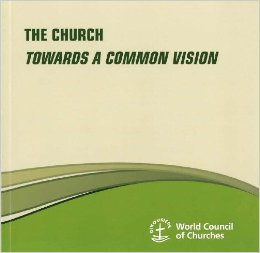 THE CHURCH
TOWARDS A COMMON VISION
World Council
of Churches